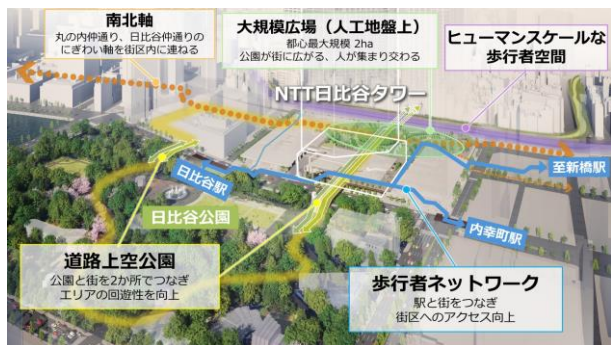 南北軸
丸の内仲通り、日比谷仲通りの
にぎわい軸を街区内に連ねる
大規模広場（人工地盤上）
都心最大規模 2ha
公園が街に広がる、人が集まり交わる
ヒューマンスケールな
歩行者空間
NTT日比谷タワー
日比谷駅
至新橋駅
日比谷公園
内幸町駅
道路上空公園
公園と街を2か所でつなぎ
エリアの回遊性を向上
歩行者ネットワーク
駅と街をつなぎ
街区へのアクセス向上